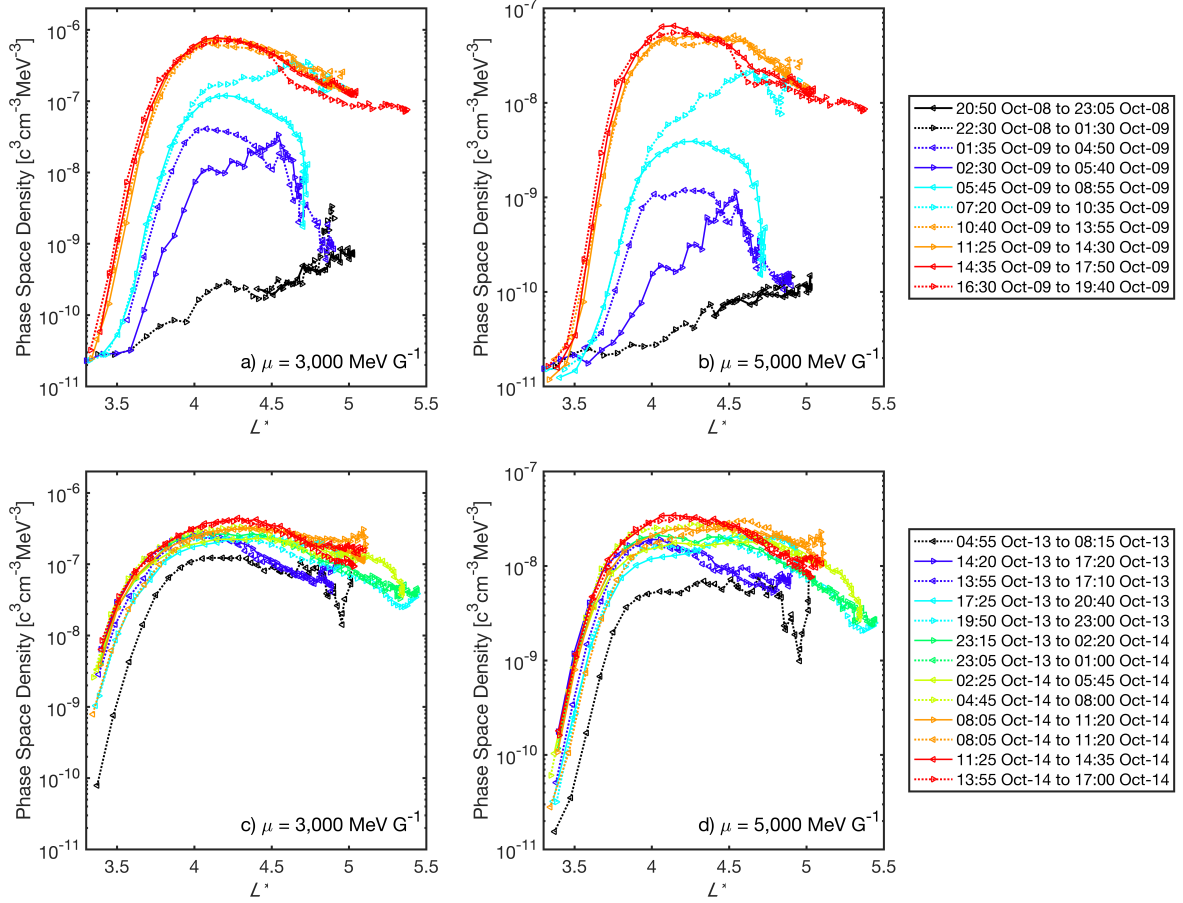 10⁻⁶
10⁻⁷
10⁻⁸
10⁻⁹
10⁻¹⁰
10⁻¹¹
Phase Space Density [c³cm⁻³MeV⁻³]
3.5 4 4.5 5 5.5
L*
a) μ = 3,000 MeV G⁻¹
10⁻⁷
10⁻⁸
10⁻⁹
10⁻¹⁰
10⁻¹¹
Phase Space Density [c³cm⁻³MeV⁻³]
3.5 4 4.5 5 5.5
L*
b) μ = 5,000 MeV G⁻¹
20:50 Oct-08 to 23:05 Oct-08
22:30 Oct-08 to 01:30 Oct-09
01:35 Oct-09 to 04:50 Oct-09
02:30 Oct-09 to 05:40 Oct-09
05:45 Oct-09 to 08:55 Oct-09
07:20 Oct-09 to 10:35 Oct-09
10:40 Oct-09 to 13:55 Oct-09
11:25 Oct-09 to 14:30 Oct-09
14:35 Oct-09 to 17:50 Oct-09
16:30 Oct-09 to 19:40 Oct-09
10⁻⁶
10⁻⁷
10⁻⁸
10⁻⁹
10⁻¹⁰
10⁻¹¹
Phase Space Density [c³cm⁻³MeV⁻³]
3.5 4 4.5 5 5.5
L*
c) μ = 3,000 MeV G⁻¹
10⁻⁷
10⁻⁸
10⁻⁹
10⁻¹⁰
10⁻¹¹
Phase Space Density [c³cm⁻³MeV⁻³]
3.5 4 4.5 5 5.5
L*
d) μ = 5,000 MeV G⁻¹
04:55 Oct-13 to 08:15 Oct-13
14:20 Oct-13 to 17:20 Oct-13
13:55 Oct-13 to 17:10 Oct-13
17:25 Oct-13 to 20:40 Oct-13
19:50 Oct-13 to 23:00 Oct-13
23:15 Oct-13 to 02:20 Oct-14
23:05 Oct-13 to 01:00 Oct-14
02:25 Oct-14 to 05:45 Oct-14
04:45 Oct-14 to 08:00 Oct-14
08:05 Oct-14 to 11:20 Oct-14
08:05 Oct-14 to 11:20 Oct-14
11:25 Oct-14 to 14:35 Oct-14
13:55 Oct-14 to 17:00 Oct-14